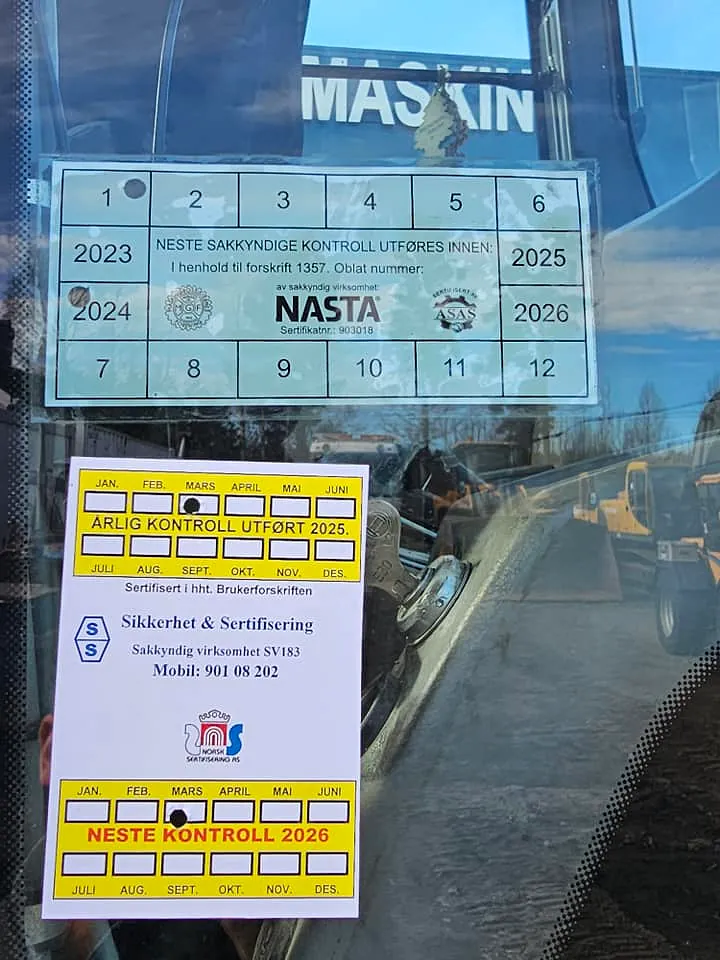 MASKIN
1 2 3 4 5 6
2023 NESTE SAKKYNDIGE KONTROLL UTFØRES INNEN: 2025
I henhold til forskrift 1357. Oblat nummer:
av sakkyndig virksomhet:
2024 NASTA ASAS 2026
Sertifikatnr.: 903018
7 8 9 10 11 12
JAN. FEB. MARS APRIL MAI JUNI
ÅRLIG KONTROLL UTFØRT 2025.
JULI AUG. SEPT. OKT. NOV. DES.
Sertifisert i hht. Brukerforskriften
S S
Sikkerhet & Sertifisering
Sakkyndig virksomhet SV183
Mobil: 901 08 202
NORSK
SERTIFISERING AS
JAN. FEB. MARS APRIL MAI JUNI
NESTE KONTROLL 2026
JULI AUG. SEPT. OKT. NOV. DES.